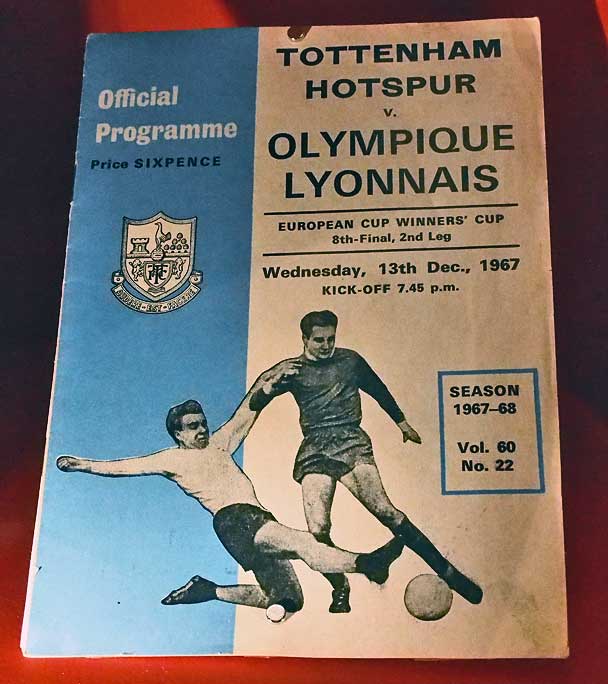 Official
Programme
Price SIXPENCE
TOTTENHAM
HOTSPUR
v.
OLYMPIQUE
LYONNAIS
EUROPEAN CUP WINNERS' CUP
8th-Final, 2nd Leg
Wednesday, 13th Dec., 1967
KICK-OFF 7.45 p.m.
SEASON
1967–68
Vol. 60
No. 22